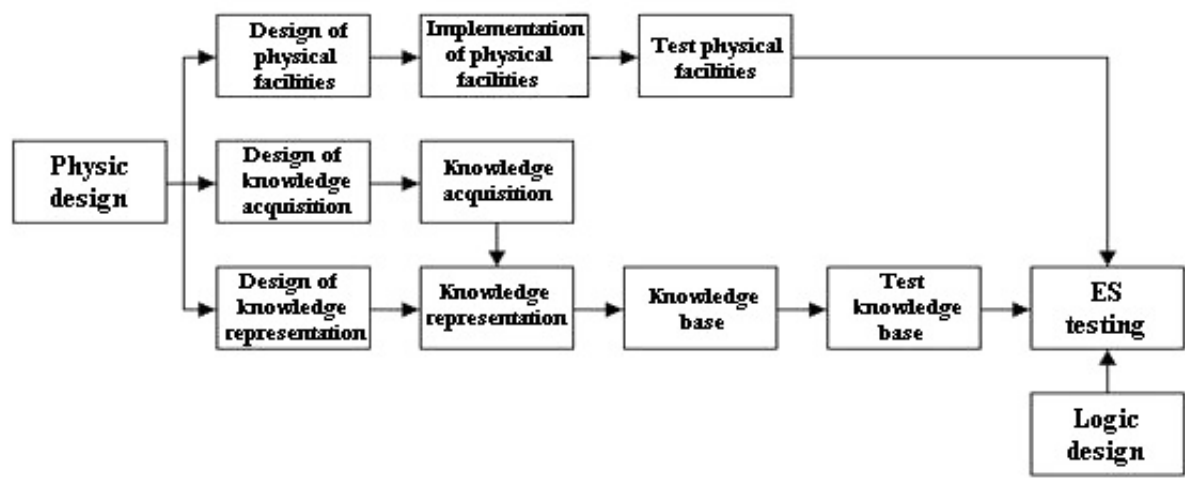 Design of
physical
facilities
Implementation
of physical
facilities
Test physical
facilities
Physic
design
Design of
knowledge
acquisition
Knowledge
acquisition
Design of
knowledge
representation
Knowledge
representation
Knowledge
base
Test
knowledge
base
ES
testing
Logic
design